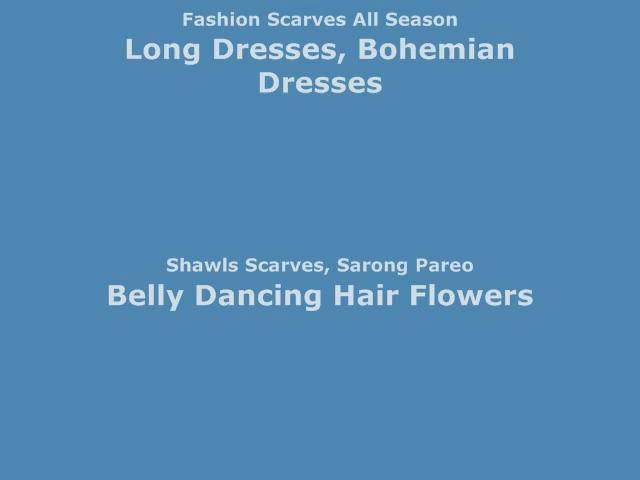 Fashion Scarves All Season
Long Dresses, Bohemian
Dresses
Shawls Scarves, Sarong Pareo
Belly Dancing Hair Flowers